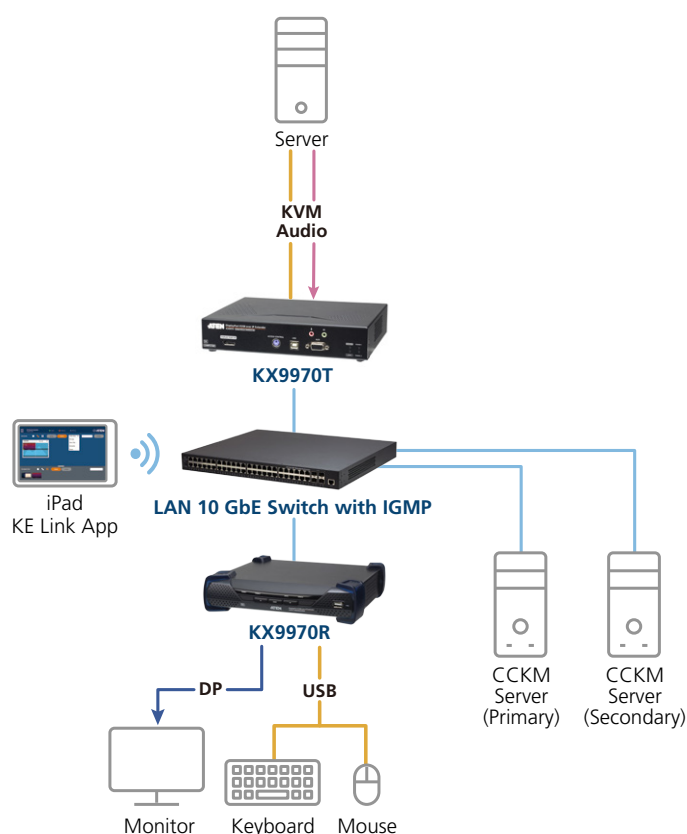 Server
KVM
Audio
ATEN
KX9970T
iPad
KE Link App
LAN 10 GbE Switch with IGMP
KX9970R
DP
USB
CCKM
Server
(Primary)
CCKM
Server
(Secondary)
Monitor
Keyboard
Mouse